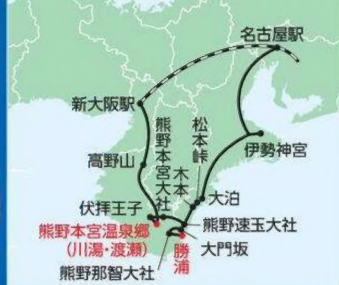 名古屋駅
新大阪駅
高野山
熊野本宮大社
松本峠
木本
伊勢神宮
大泊
伏拝王子
熊野速玉大社
熊野本宮温泉郷
(川湯・渡瀬)
勝浦
大門坂
熊野那智大社